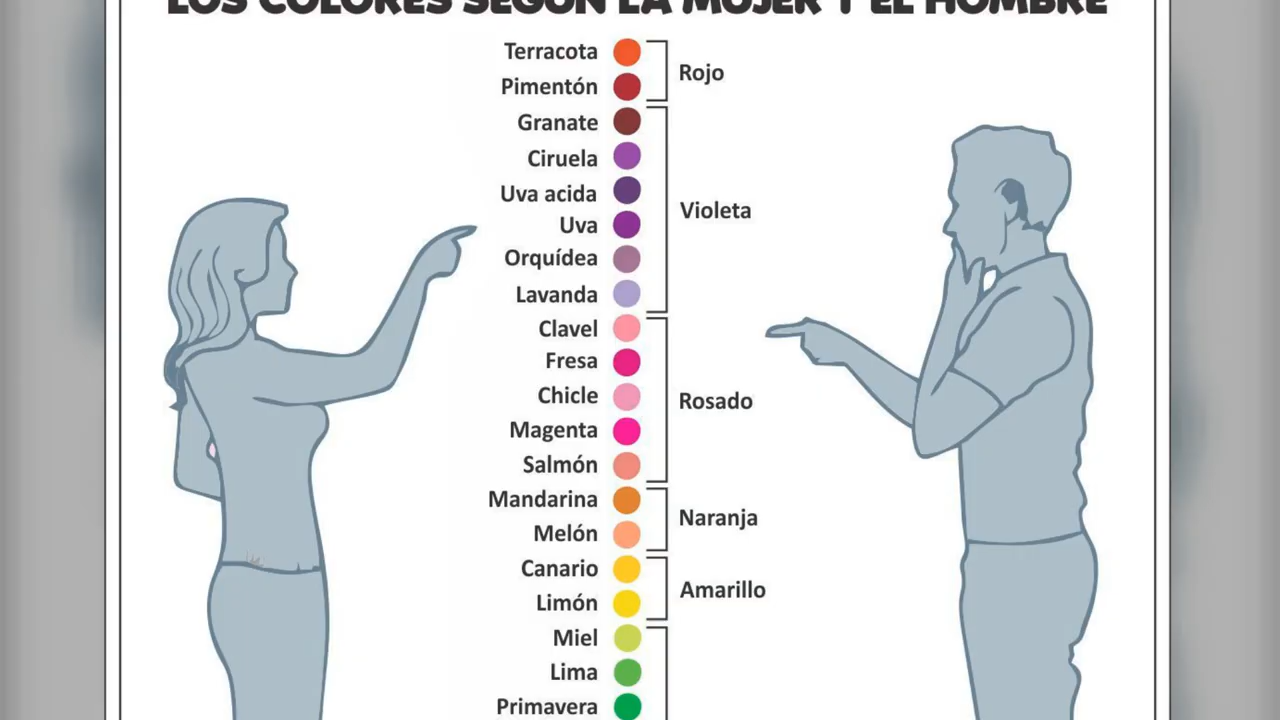 LOS COLORES SEGÚN LA MUJER Y EL HOMBRE
Terracota
Pimentón
Rojo
Granate
Ciruela
Uva acida
Uva
Orquídea
Lavanda
Violeta
Clavel
Fresa
Chicle
Magenta
Salmón
Rosado
Mandarina
Melón
Naranja
Canario
Limón
Amarillo
Miel
Lima
Primavera